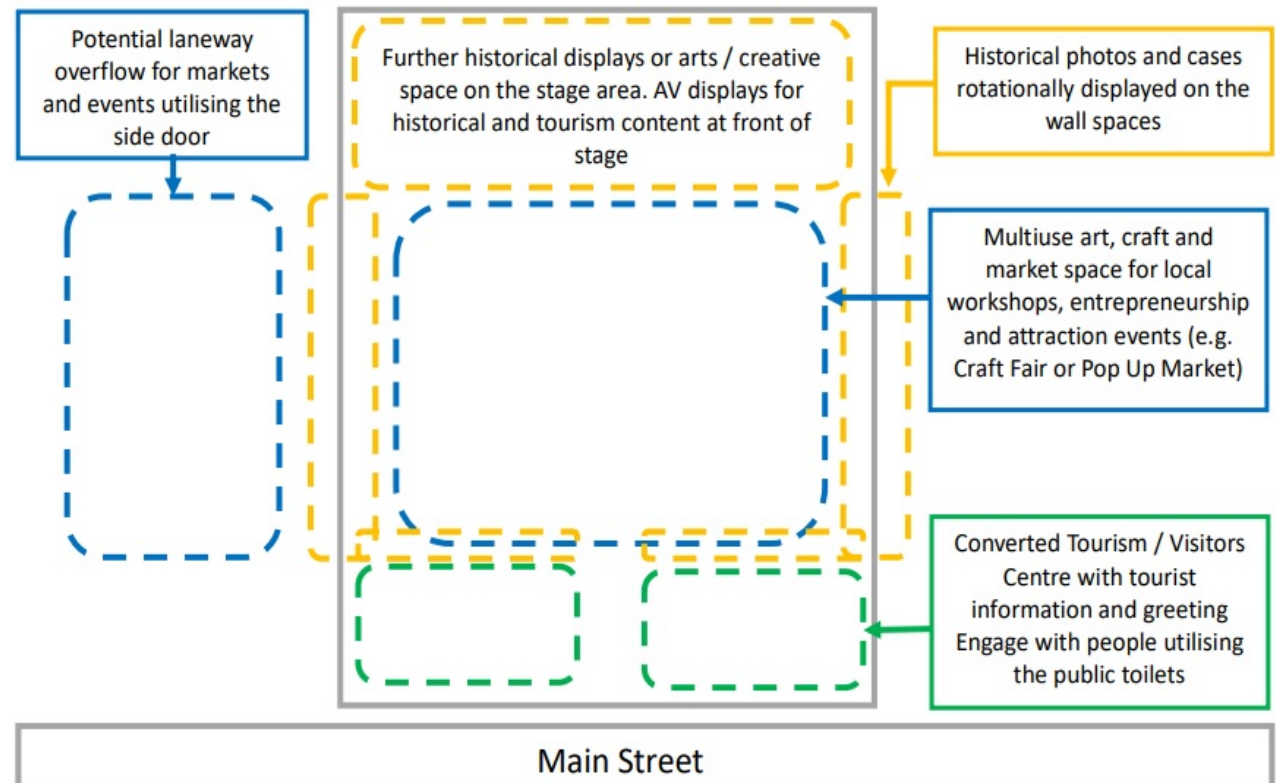 Potential laneway
overflow for markets
and events utilising the
side door
Further historical displays or arts / creative
space on the stage area. AV displays for
historical and tourism content at front of
stage
Historical photos and cases
rotationally displayed on the
wall spaces
Multiuse art, craft and
market space for local
workshops, entrepreneurship
and attraction events (e.g.
Craft Fair or Pop Up Market)
Converted Tourism / Visitors
Centre with tourist
information and greeting
Engage with people utilising
the public toilets
Main Street